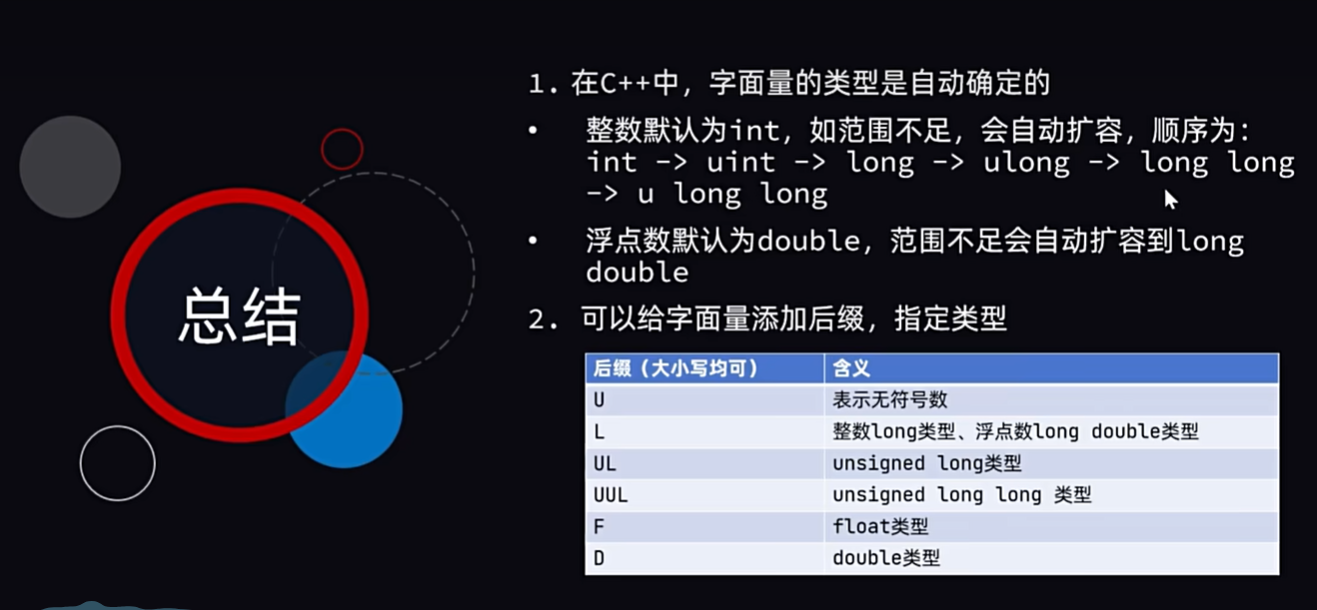 总结
1. 在C++中，字面量的类型是自动确定的
• 整数默认为int，如范围不足，会自动扩容，顺序为：
int -> uint -> long -> ulong -> long long
-> u long long
• 浮点数默认为double，范围不足会自动扩容到long
double
2. 可以给字面量添加后缀，指定类型
后缀（大小写均可） 含义
U 表示无符号数
L 整数long类型、浮点数long double类型
UL unsigned long类型
UUL unsigned long long 类型
F float类型
D double类型